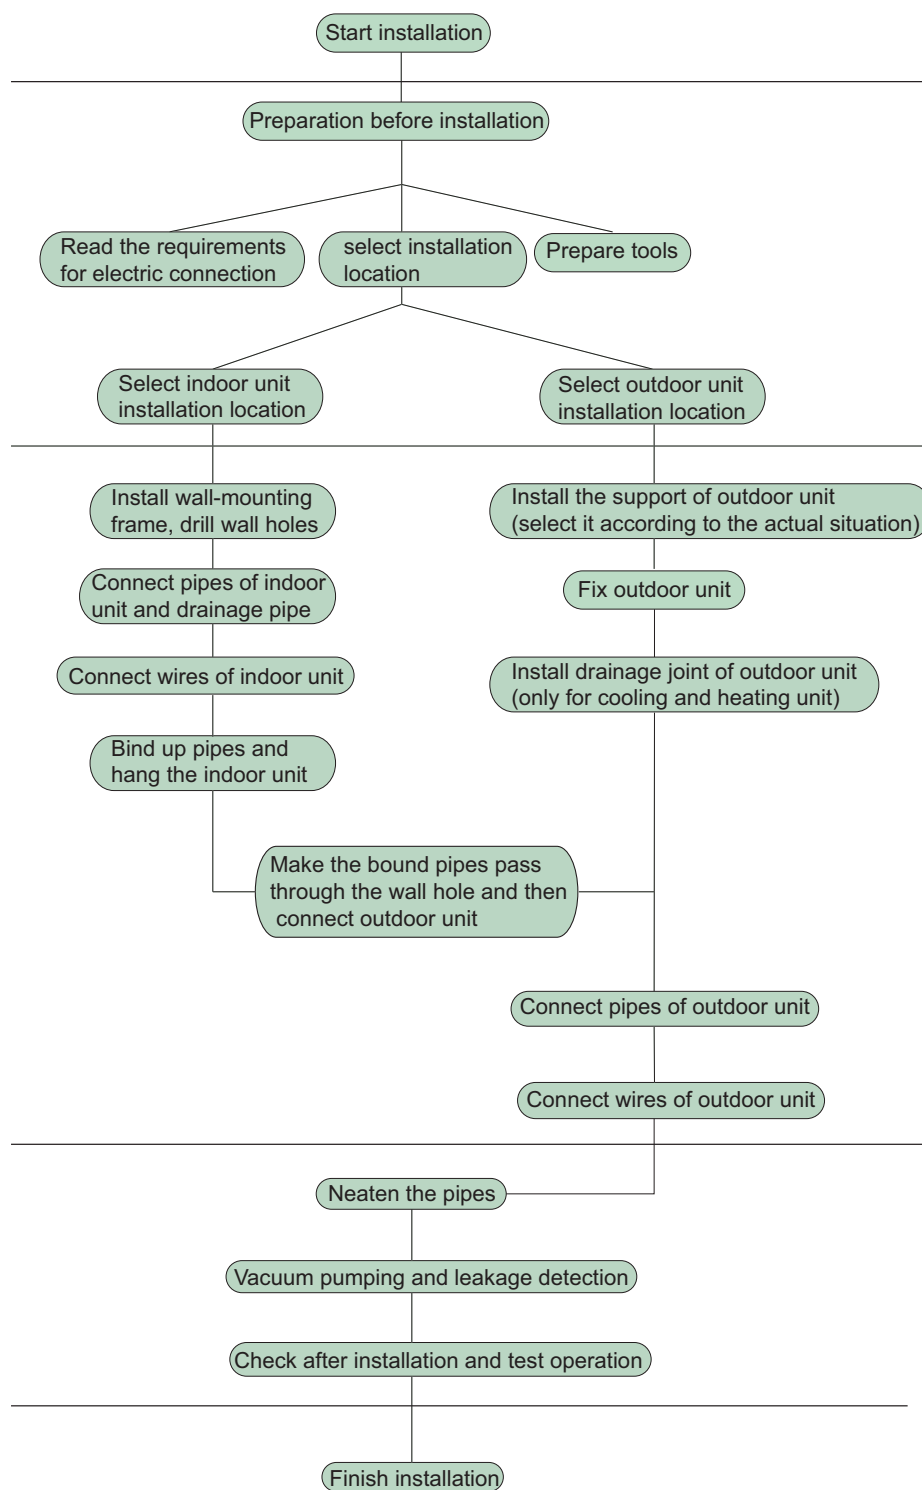 Start installation
Preparation before installation
Read the requirements
for electric connection
select installation
location
Prepare tools
Select indoor unit
installation location
Select outdoor unit
installation location
Install wall-mounting
frame, drill wall holes
Install the support of outdoor unit
(select it according to the actual situation)
Connect pipes of indoor
unit and drainage pipe
Fix outdoor unit
Connect wires of indoor unit
Install drainage joint of outdoor unit
(only for cooling and heating unit)
Bind up pipes and
hang the indoor unit
Make the bound pipes pass
through the wall hole and then
connect outdoor unit
Connect pipes of outdoor unit
Connect wires of outdoor unit
Neaten the pipes
Vacuum pumping and leakage detection
Check after installation and test operation
Finish installation